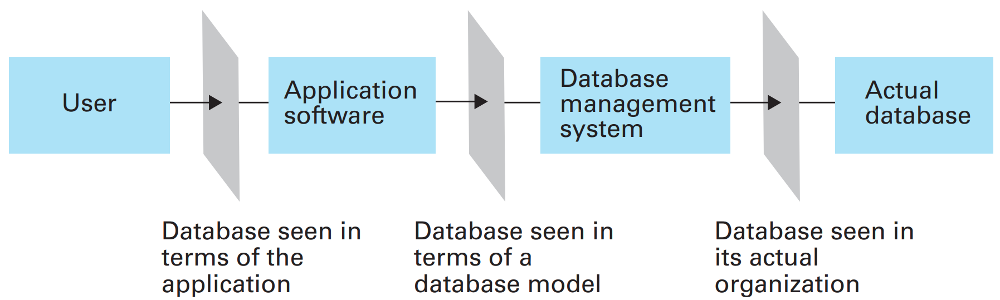 User
Application
software
Database
management
system
Actual
database
Database seen in
terms of the
application
Database seen in
terms of a
database model
Database seen in
its actual
organization